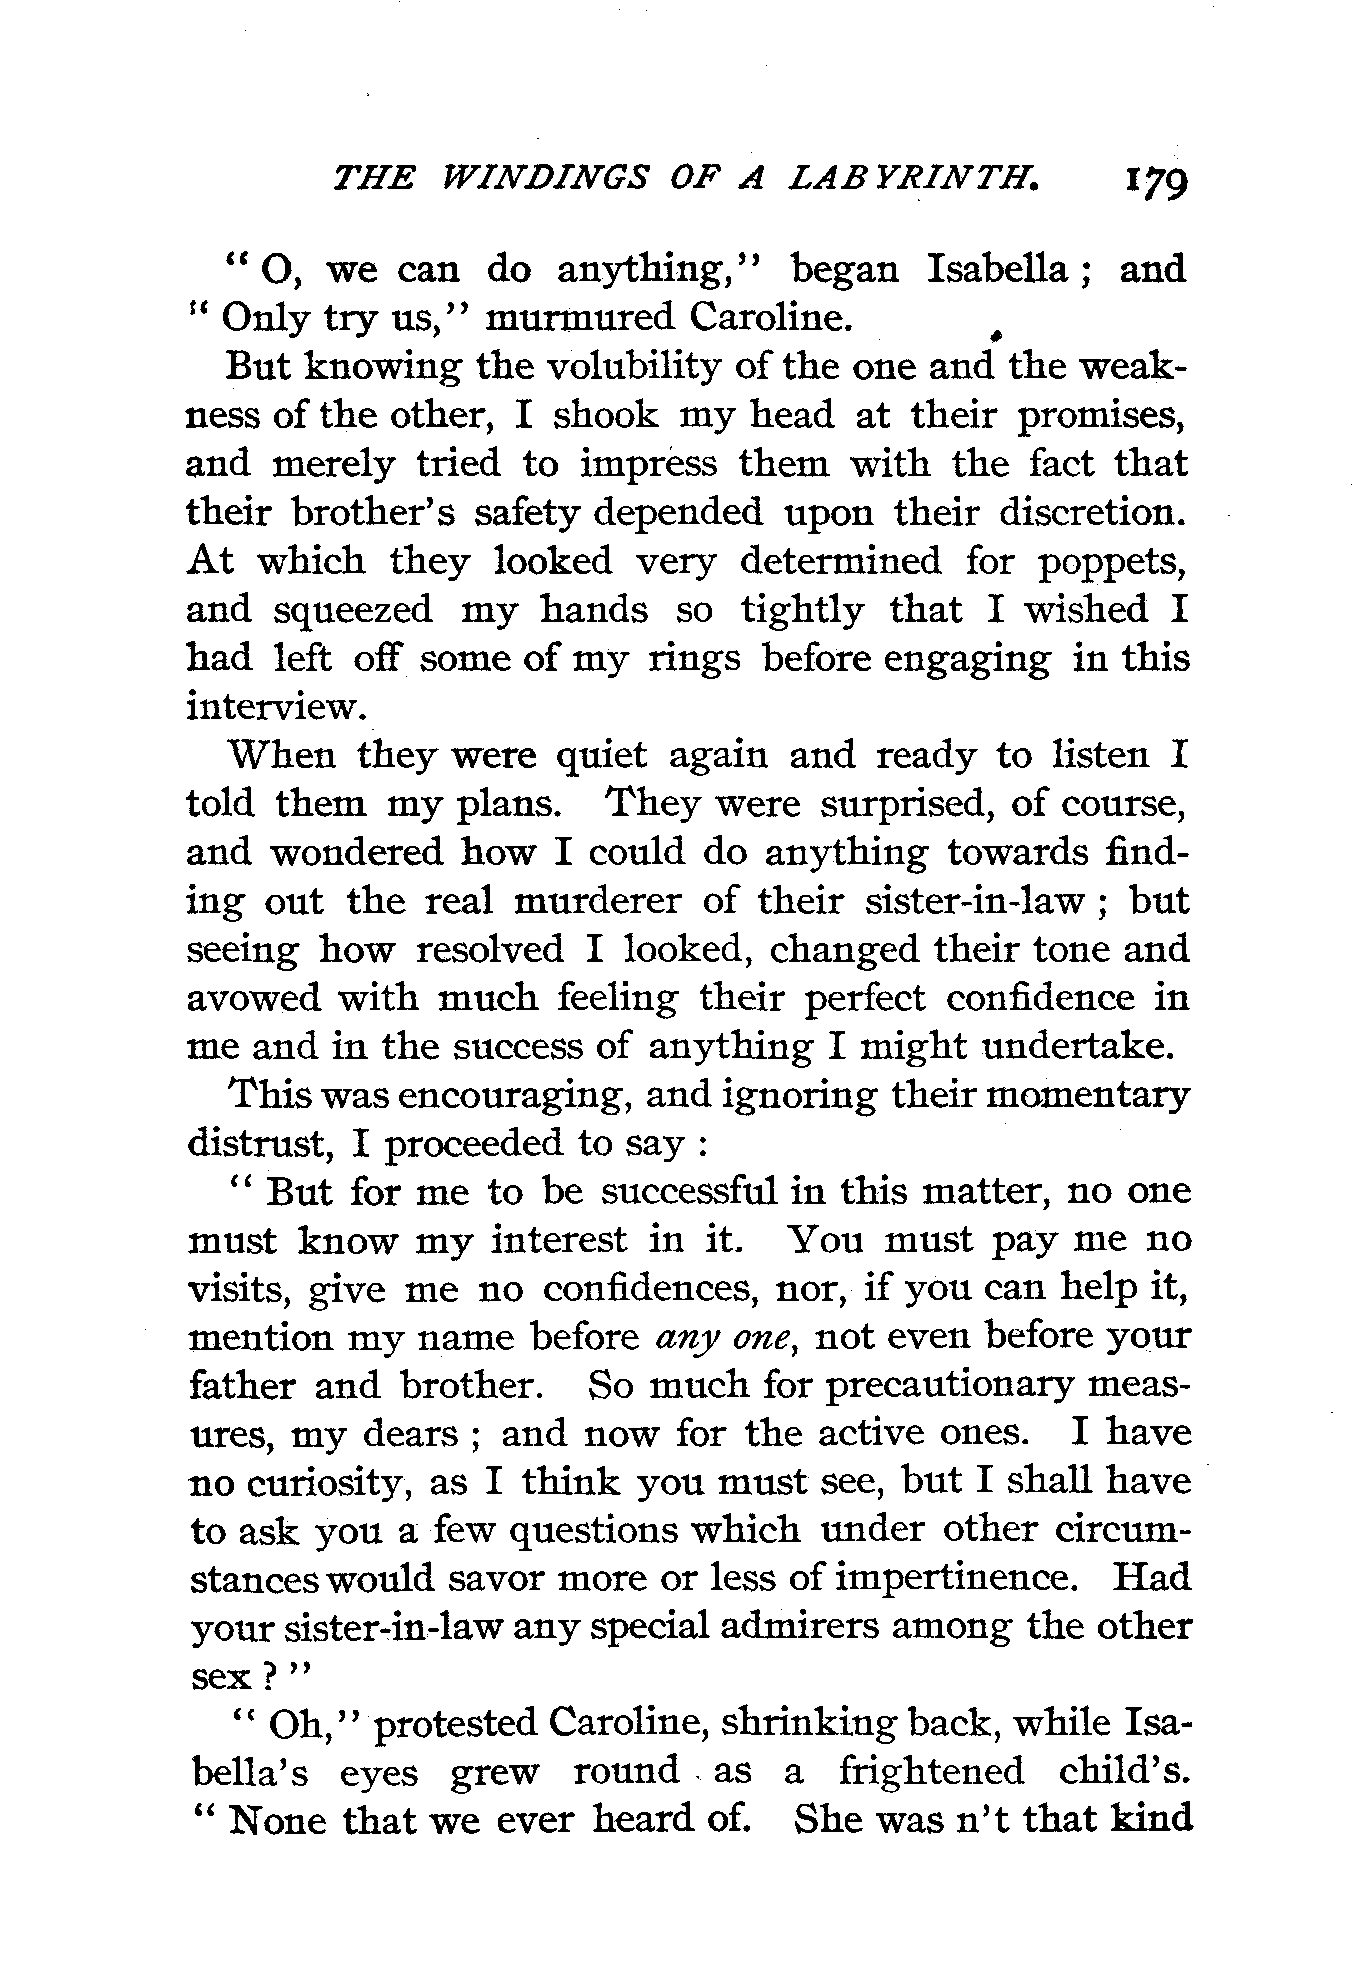 THE WINDINGS OF A LABYRINTH. 179
" O, we can do anything," began Isabella ; and
" Only try us," murmured Caroline.
But knowing the volubility of the one and the weak-
ness of the other, I shook my head at their promises,
and merely tried to impress them with the fact that
their brother's safety depended upon their discretion.
At which they looked very determined for poppets,
and squeezed my hands so tightly that I wished I
had left off some of my rings before engaging in this
interview.
When they were quiet again and ready to listen I
told them my plans. They were surprised, of course,
and wondered how I could do anything towards find-
ing out the real murderer of their sister-in-law ; but
seeing how resolved I looked, changed their tone and
avowed with much feeling their perfect confidence in
me and in the success of anything I might undertake.
This was encouraging, and ignoring their momentary
distrust, I proceeded to say :
" But for me to be successful in this matter, no one
must know my interest in it. You must pay me no
visits, give me no confidences, nor, if you can help it,
mention my name before any one, not even before your
father and brother. So much for precautionary meas-
ures, my dears ; and now for the active ones. I have
no curiosity, as I think you must see, but I shall have
to ask you a few questions which under other circum-
stances would savor more or less of impertinence. Had
your sister-in-law any special admirers among the other
sex ? "
" Oh," protested Caroline, shrinking back, while Isa-
bella's eyes grew round as a frightened child's.
" None that we ever heard of. She was n't that kind